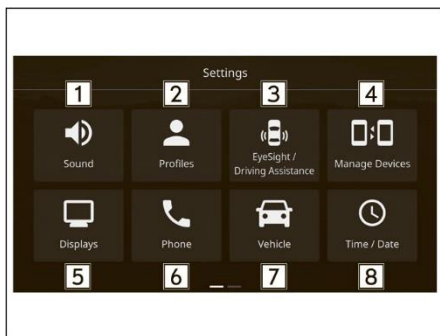 Settings
1 2 3 4
Sound Profiles EyeSight / Manage Devices
Driving Assistance
Displays Phone Vehicle Time / Date
5 6 7 8